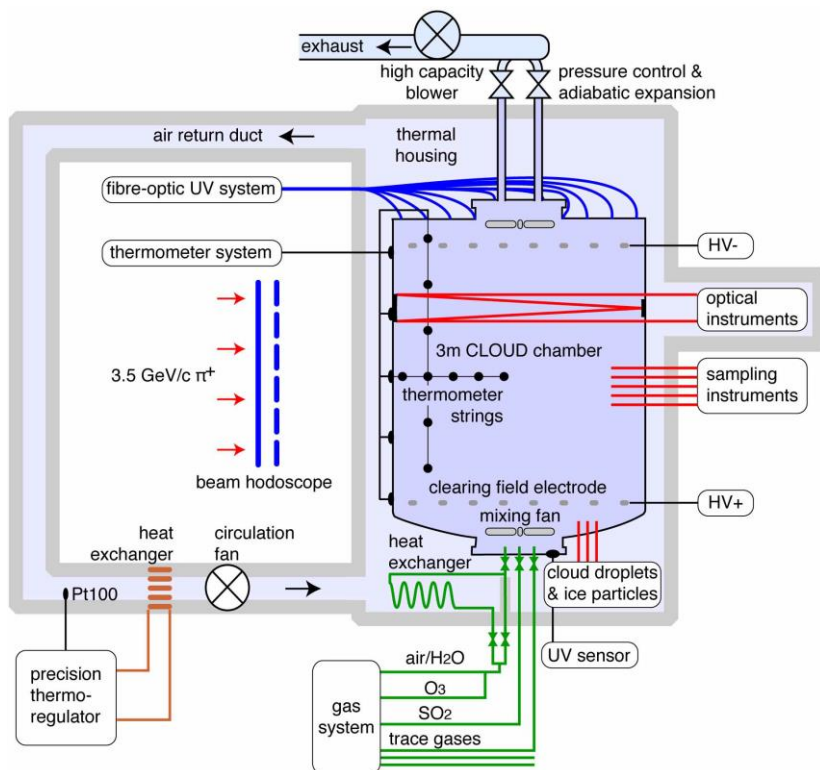 exhaust
high capacity
blower
pressure control &
adiabatic expansion
air return duct
thermal
housing
fibre-optic UV system
thermometer system
HV-
optical
instruments
3m CLOUD chamber
3.5 GeV/c π+
thermometer
strings
sampling
instruments
beam hodoscope
clearing field electrode
HV+
mixing fan
heat
exchanger
circulation
fan
heat
exchanger
cloud droplets
& ice particles
Pt100
UV sensor
precision
thermo-
regulator
air/H2O
O3
gas
system
SO2
trace gases